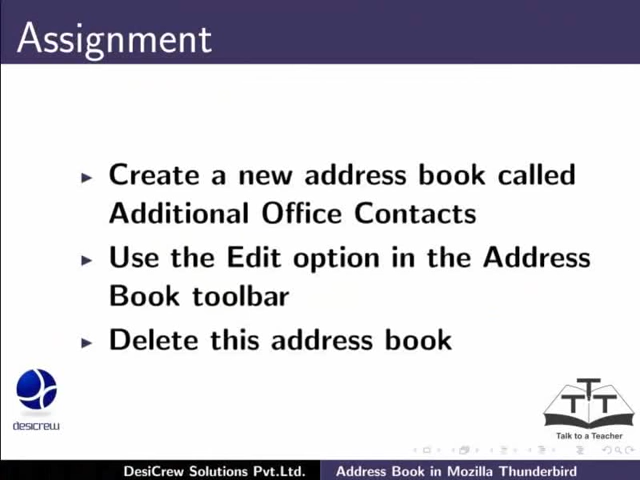 Assignment
Create a new address book called
Additional Office Contacts
Use the Edit option in the Address
Book toolbar
Delete this address book
desicrew
TTT
Talk to a Teacher
DesiCrew Solutions Pvt.Ltd. Address Book in Mozilla Thunderbird